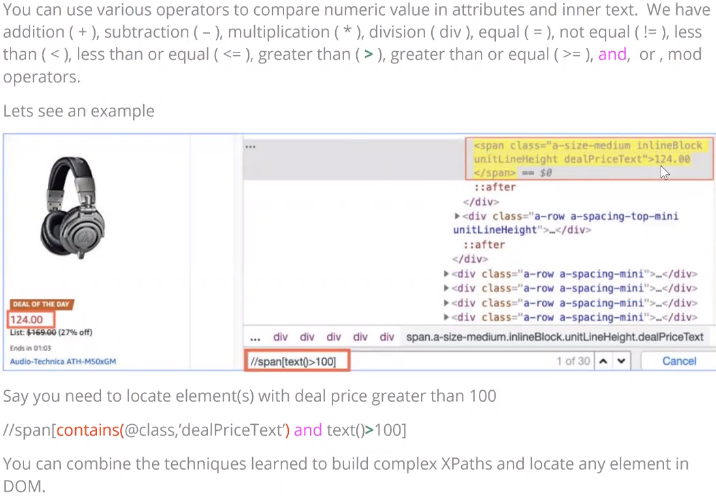 You can use various operators to compare numeric value in attributes and inner text.  We have
addition ( + ), subtraction ( – ), multiplication ( * ), division ( div ), equal ( = ), not equal ( != ), less
than ( < ), less than or equal ( <= ), greater than ( > ), greater than or equal ( >= ), and,  or , mod
operators.
Lets see an example
...
<span class="a-size-medium inlineBlock
unitLineHeight dealPriceText">124.00
</span> == $0
::after
</div>
▶<div class="a-row a-spacing-top-mini
unitLineHeight">…</div>
::after
</div>
▶<div class="a-row a-spacing-mini">…</div>
▶<div class="a-row a-spacing-mini">…</div>
▶<div class="a-row a-spacing-mini">…</div>
▶<div class="a-row a-spacing-mini">…</div>
DEAL OF THE DAY
124.00
List: $169.00 (27% off)
Ends in 01:03
Audio-Technica ATH-M50xGM
... div div div div div span.a-size-medium.inlineBlock.unitLineHeight.dealPriceText
//span[text()>100] 1 of 30 Cancel
Say you need to locate element(s) with deal price greater than 100
//span[contains(@class,’dealPriceText’) and text()>100]
You can combine the techniques learned to build complex XPaths and locate any element in
DOM.